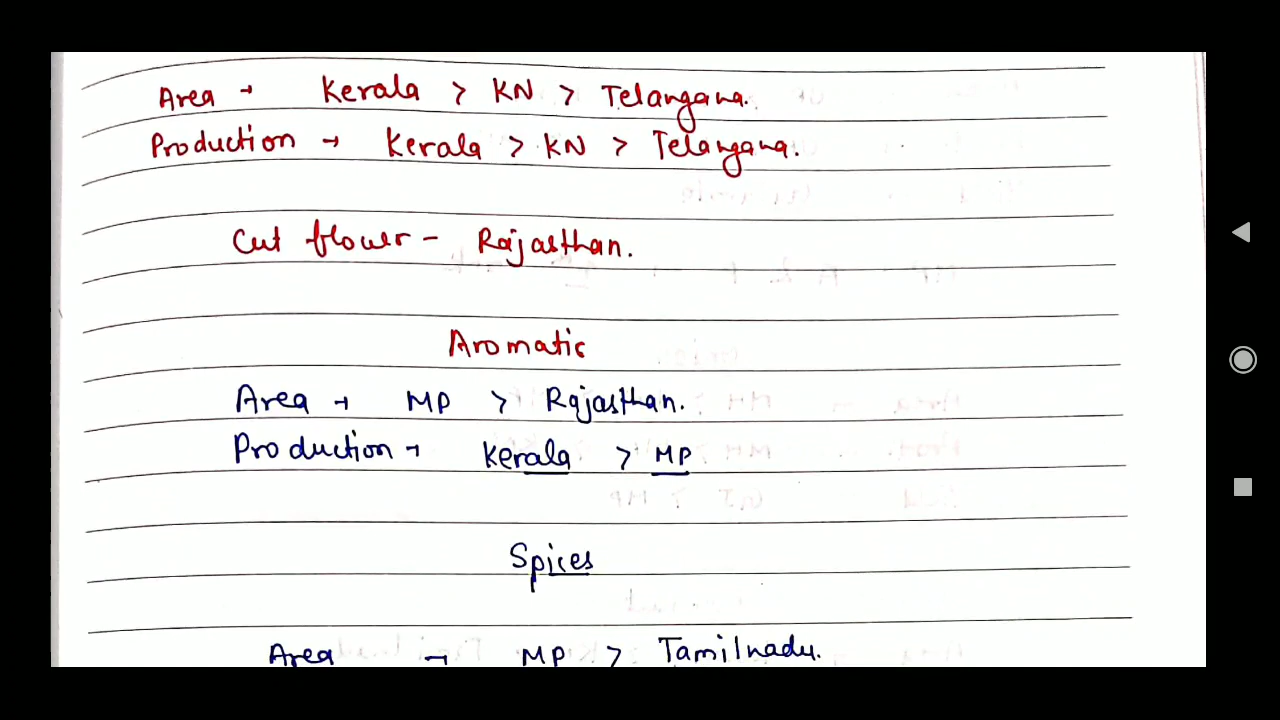 Area → Kerala > KN > Telangana.
Production → Kerala > KN > Telangana.
Cut flower - Rajasthan.
Aromatic
Area → MP > Rajasthan.
Production → Kerala > MP
Spices
Area → MP > Tamilnadu.